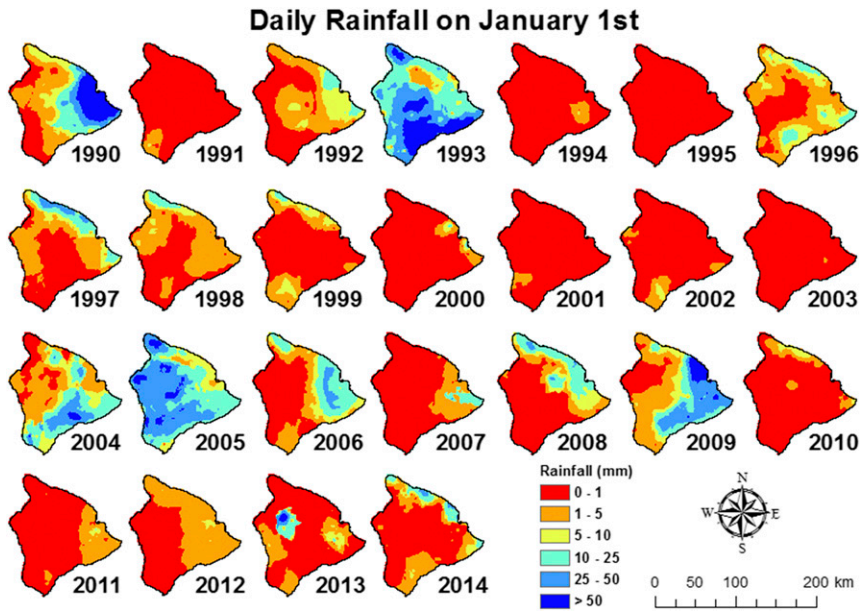 Daily Rainfall on January 1st
1990 1991 1992 1993 1994 1995 1996
1997 1998 1999 2000 2001 2002 2003
2004 2005 2006 2007 2008 2009 2010
2011 2012 2013 2014
Rainfall (mm)
0 - 1
1 - 5
5 - 10
10 - 25
25 - 50
> 50
N
W E
S
0 50 100 200 km